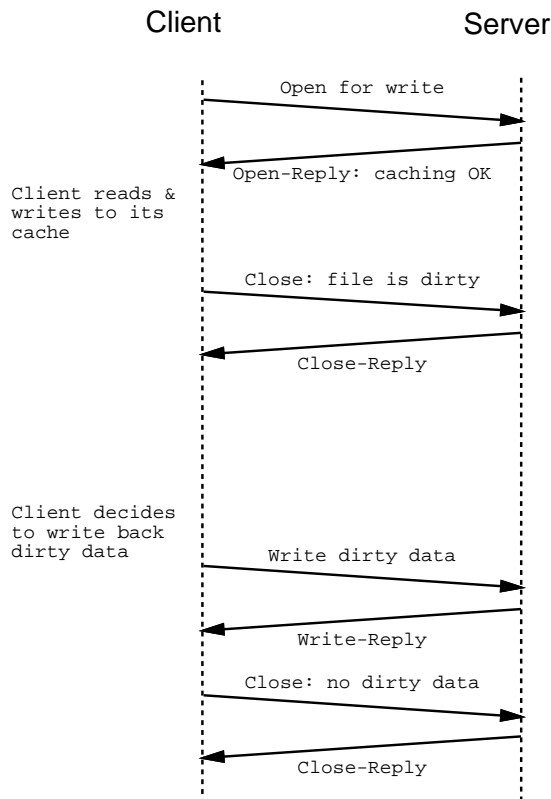 Client Server
Open for write
Open-Reply: caching OK
Client reads &
writes to its
cache
Close: file is dirty
Close-Reply
Client decides
to write back
dirty data
Write dirty data
Write-Reply
Close: no dirty data
Close-Reply